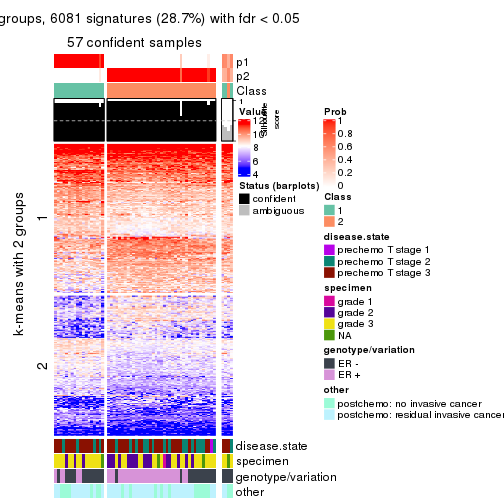 groups, 6081 signatures (28.7%) with fdr < 0.05
57 confident samples
p1
p2
Class
1
Silhouette
score
k-means with 2 groups
1
2
disease.state
specimen
genotype/variation
other
Value
12
8
6
4
Status (barplots)
confident
ambiguous
Prob
1
0.8
0.6
0.4
0.2
0
Class
1
2
disease.state
prechemo T stage 1
prechemo T stage 2
prechemo T stage 3
specimen
grade 1
grade 2
grade 3
NA
genotype/variation
ER -
ER +
other
postchemo: no invasive cancer
postchemo: residual invasive cancer